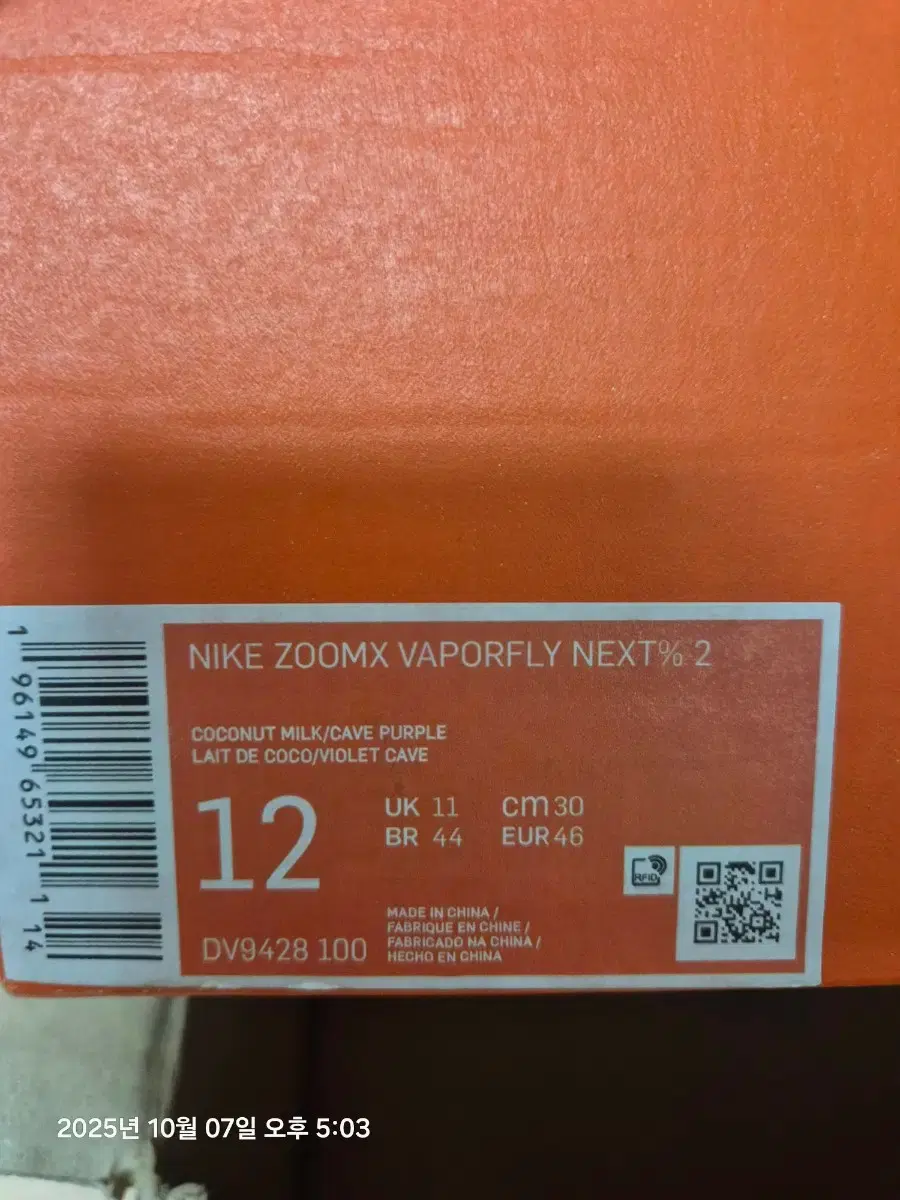 NIKE ZOOMX VAPORFLY NEXT% 2
COCONUT MILK/CAVE PURPLE
LAIT DE COCO/VIOLET CAVE
12
UK 11 cm 30
BR 44 EUR 46
RFID
DV9428 100
MADE IN CHINA /
FABRIQUE EN CHINE /
FABRICADO NA CHINA /
HECHO EN CHINA
1 96149 65321 1 14
2025년 10월 07일 오후 5:03